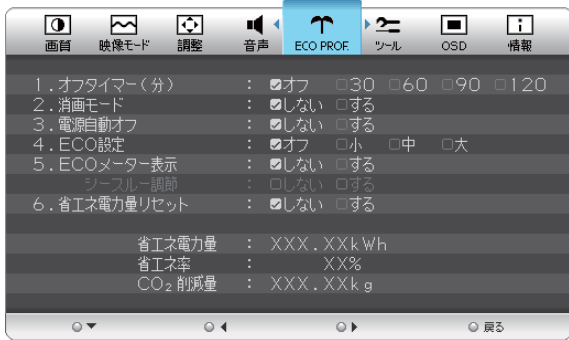 画質 映像モード 調整 音声 ECO PROF. ツール OSD 情報
1.オフタイマー(分) : ☑オフ □30 □60 □90 □120
2.消画モード : ☑しない □する
3.電源自動オフ : ☑しない □する
4.ECO設定 : ☑オフ □小 □中 □大
5.ECOメーター表示 : ☑しない □する
シースルー調節 : □しない □する
6.省エネ電力量リセット : ☑しない □する
省エネ電力量 : XXX.XXkWh
省エネ率 : XX%
CO₂削減量 : XXX.XXkg
○▼ ○◀ ○▶ ○戻る